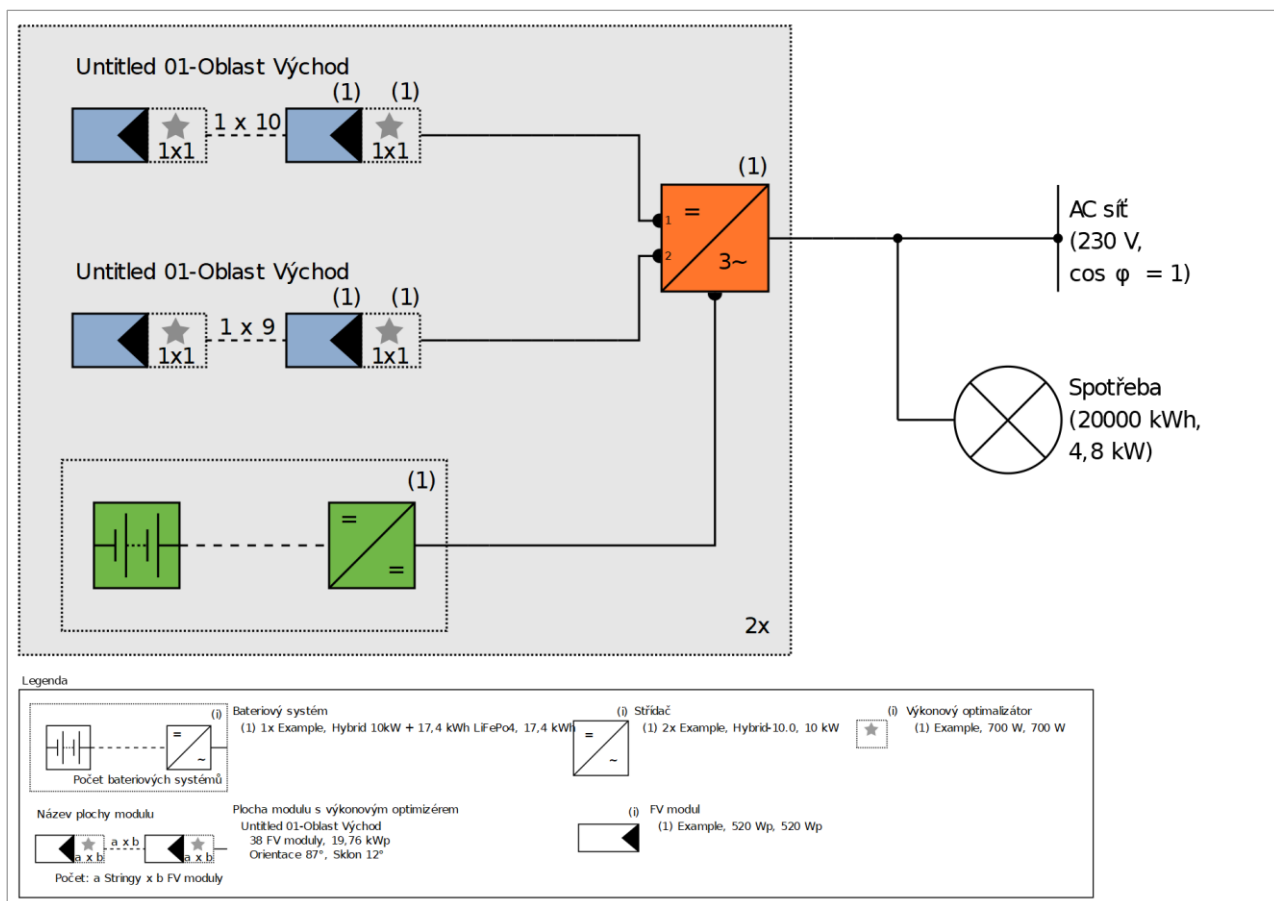 Untitled 01-Oblast Východ
(1) (1)
1 x 10
1x1 1x1
(1)
1
=
2
3~
Untitled 01-Oblast Východ
(1) (1)
1 x 9
1x1 1x1
(1)
=
=
2x
AC síť
(230 V,
cos φ = 1)
Spotřeba
(20000 kWh,
4,8 kW)
Legenda
(i)
=
~
Počet bateriových systémů
Bateriový systém
(1) 1x Example, Hybrid 10kW + 17,4 kWh LiFePo4, 17,4 kWh
(i) Střídač
=
~
(1) 2x Example, Hybrid-10.0, 10 kW
(i) Výkonový optimalizátor
(1) Example, 700 W, 700 W
Název plochy modulu
a x b
a x b a x b
Počet: a Stringy x b FV moduly
Plocha modulu s výkonovým optimizérem
Untitled 01-Oblast Východ
38 FV moduly, 19,76 kWp
Orientace 87°, Sklon 12°
(i) FV modul
(1) Example, 520 Wp, 520 Wp